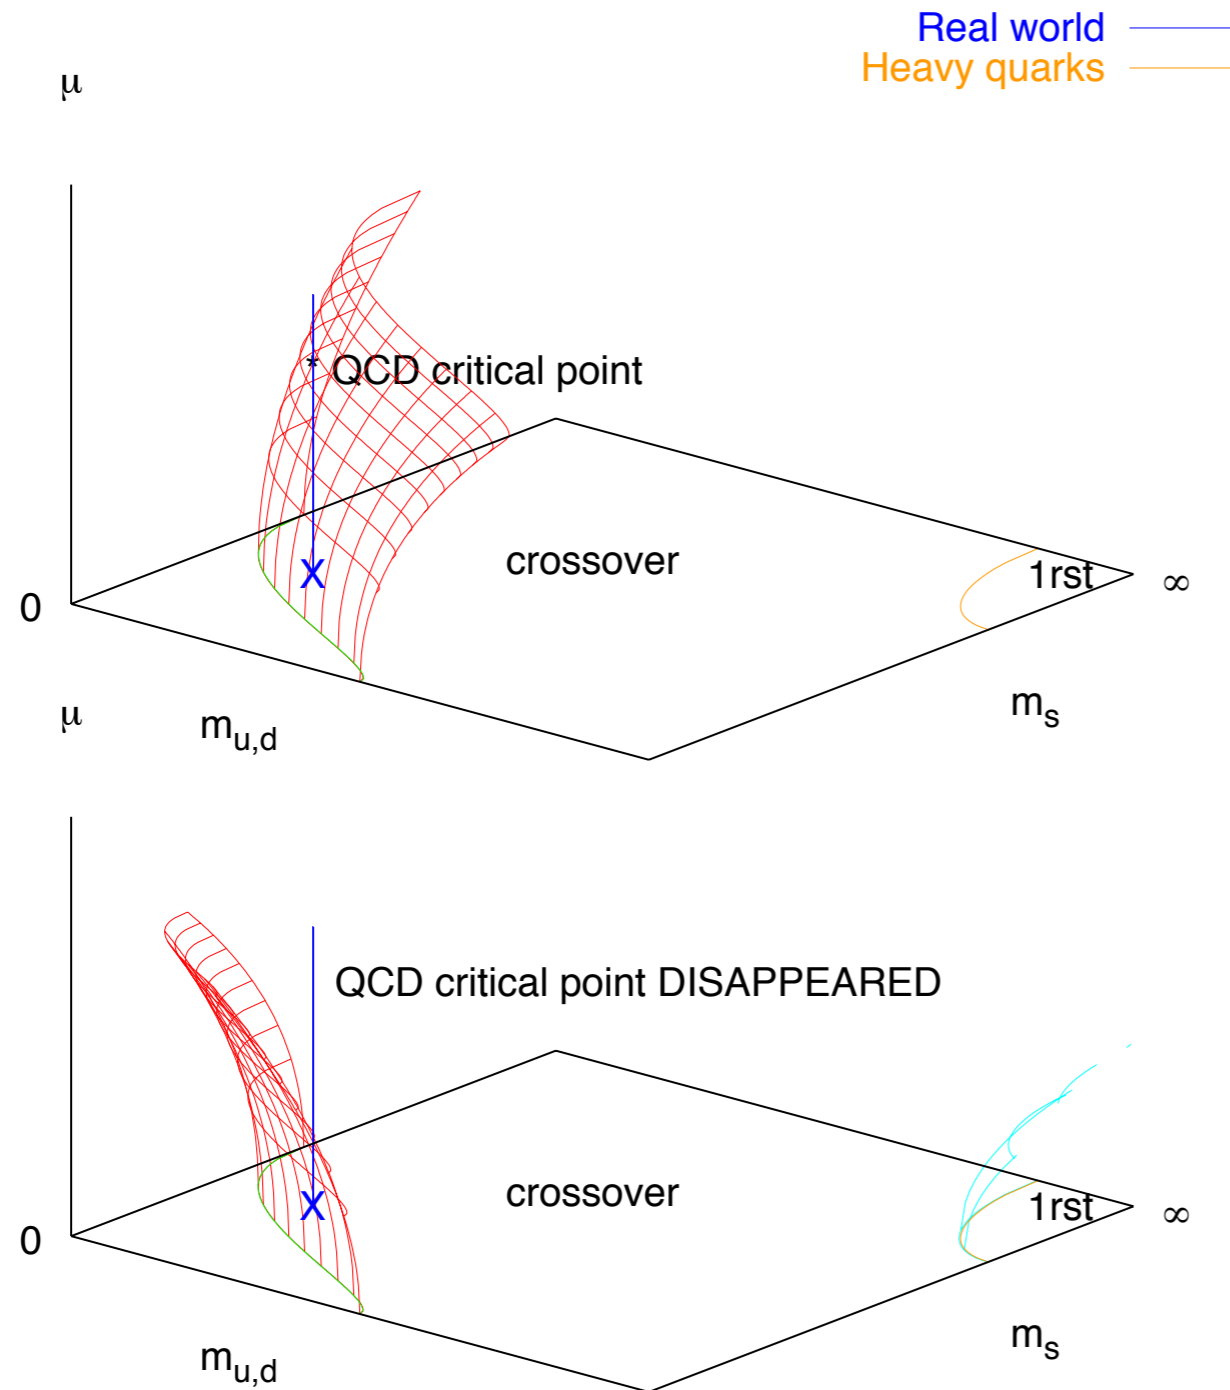 Real world
Heavy quarks
μ
* QCD critical point
crossover
X
1rst
∞
0
m_s
μ
m_{u,d}
QCD critical point DISAPPEARED
crossover
X
1rst
∞
0
m_s
m_{u,d}